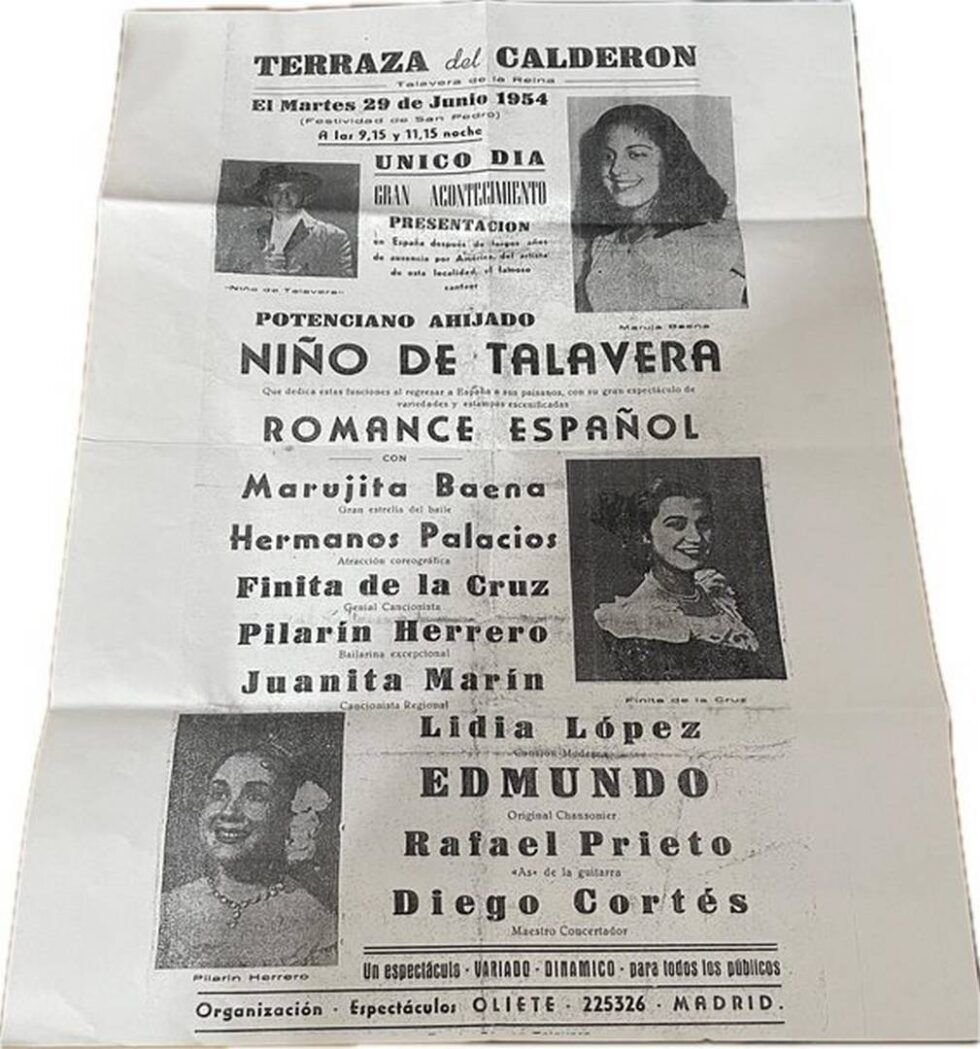 TERRAZA del CALDERON
Talavera de la Reina
El Martes 29 de Junio 1954
(Festividad de San Pedro)
A las 9,15 y 11,15 noche
UNICO DIA
GRAN ACONTECIMIENTO
PRESENTACION
en España después de largos años
de ausencia por América, del artista
de esta localidad, el famoso
cantaor
"Niño de Talavera"
Maruja Baena
POTENCIANO AHIJADO
NIÑO DE TALAVERA
Que dedica estas funciones al regresar a España a sus paisanos, con su gran espectáculo de
variedades y estampas escenificadas
ROMANCE ESPAÑOL
CON
Marujita Baena
Gran estrella del baile
Hermanos Palacios
Atracción coreográfica
Finita de la Cruz
Genial Cancionista
Pilarín Herrero
Bailarina excepcional
Juanita Marín
Cancionista Regional
Finita de la Cruz
Lidia López
Canción Moderna
EDMUNDO
Original Chansonier
Rafael Prieto
«As» de la guitarra
Diego Cortés
Maestro Concertador
Pilarín Herrero
Un espectáculo - VARIADO - DINAMICO - para todos los públicos
Organización - Espectáculos OLIETE - 225326 - MADRID.